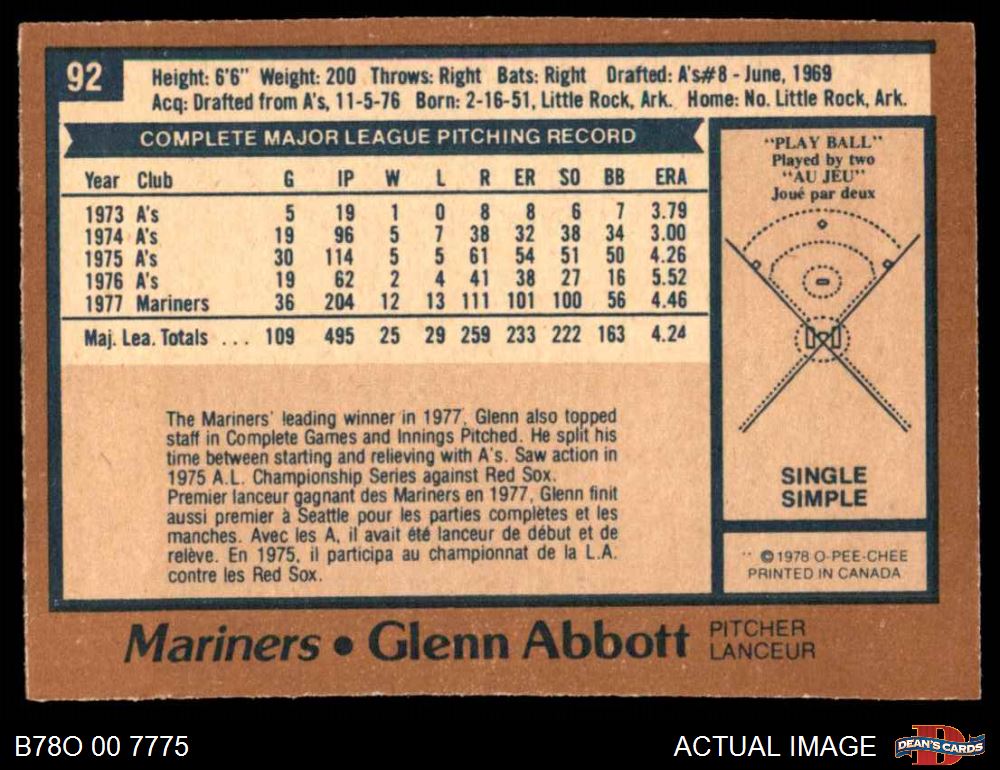 92
Height: 6'6" Weight: 200 Throws: Right Bats: Right Drafted: A's#8 - June, 1969
Acq: Drafted from A's, 11-5-76 Born: 2-16-51, Little Rock, Ark. Home: No. Little Rock, Ark.
COMPLETE MAJOR LEAGUE PITCHING RECORD
Year Club G IP W L R ER SO BB ERA
1973 A's 5 19 1 0 8 8 6 7 3.79
1974 A's 19 96 5 7 38 32 38 34 3.00
1975 A's 30 114 5 5 61 54 51 50 4.26
1976 A's 19 62 2 4 41 38 27 16 5.52
1977 Mariners 36 204 12 13 111 101 100 56 4.46
Maj. Lea. Totals ... 109 495 25 29 259 233 222 163 4.24
The Mariners' leading winner in 1977, Glenn also topped
staff in Complete Games and Innings Pitched. He split his
time between starting and relieving with A's. Saw action in
1975 A.L. Championship Series against Red Sox.
Premier lanceur gagnant des Mariners en 1977, Glenn finit
aussi premier à Seattle pour les parties complètes et les
manches. Avec les A, il avait été lanceur de début et de
relève. En 1975, il participa au championnat de la L.A.
contre les Red Sox.
"PLAY BALL"
Played by two
"AU JEU"
Joué par deux
SINGLE
SIMPLE
** © 1978 O-PEE-CHEE
PRINTED IN CANADA
Mariners • Glenn Abbott PITCHER
LANCEUR
B78O 00 7775
ACTUAL IMAGE
D
DEAN'S CARDS